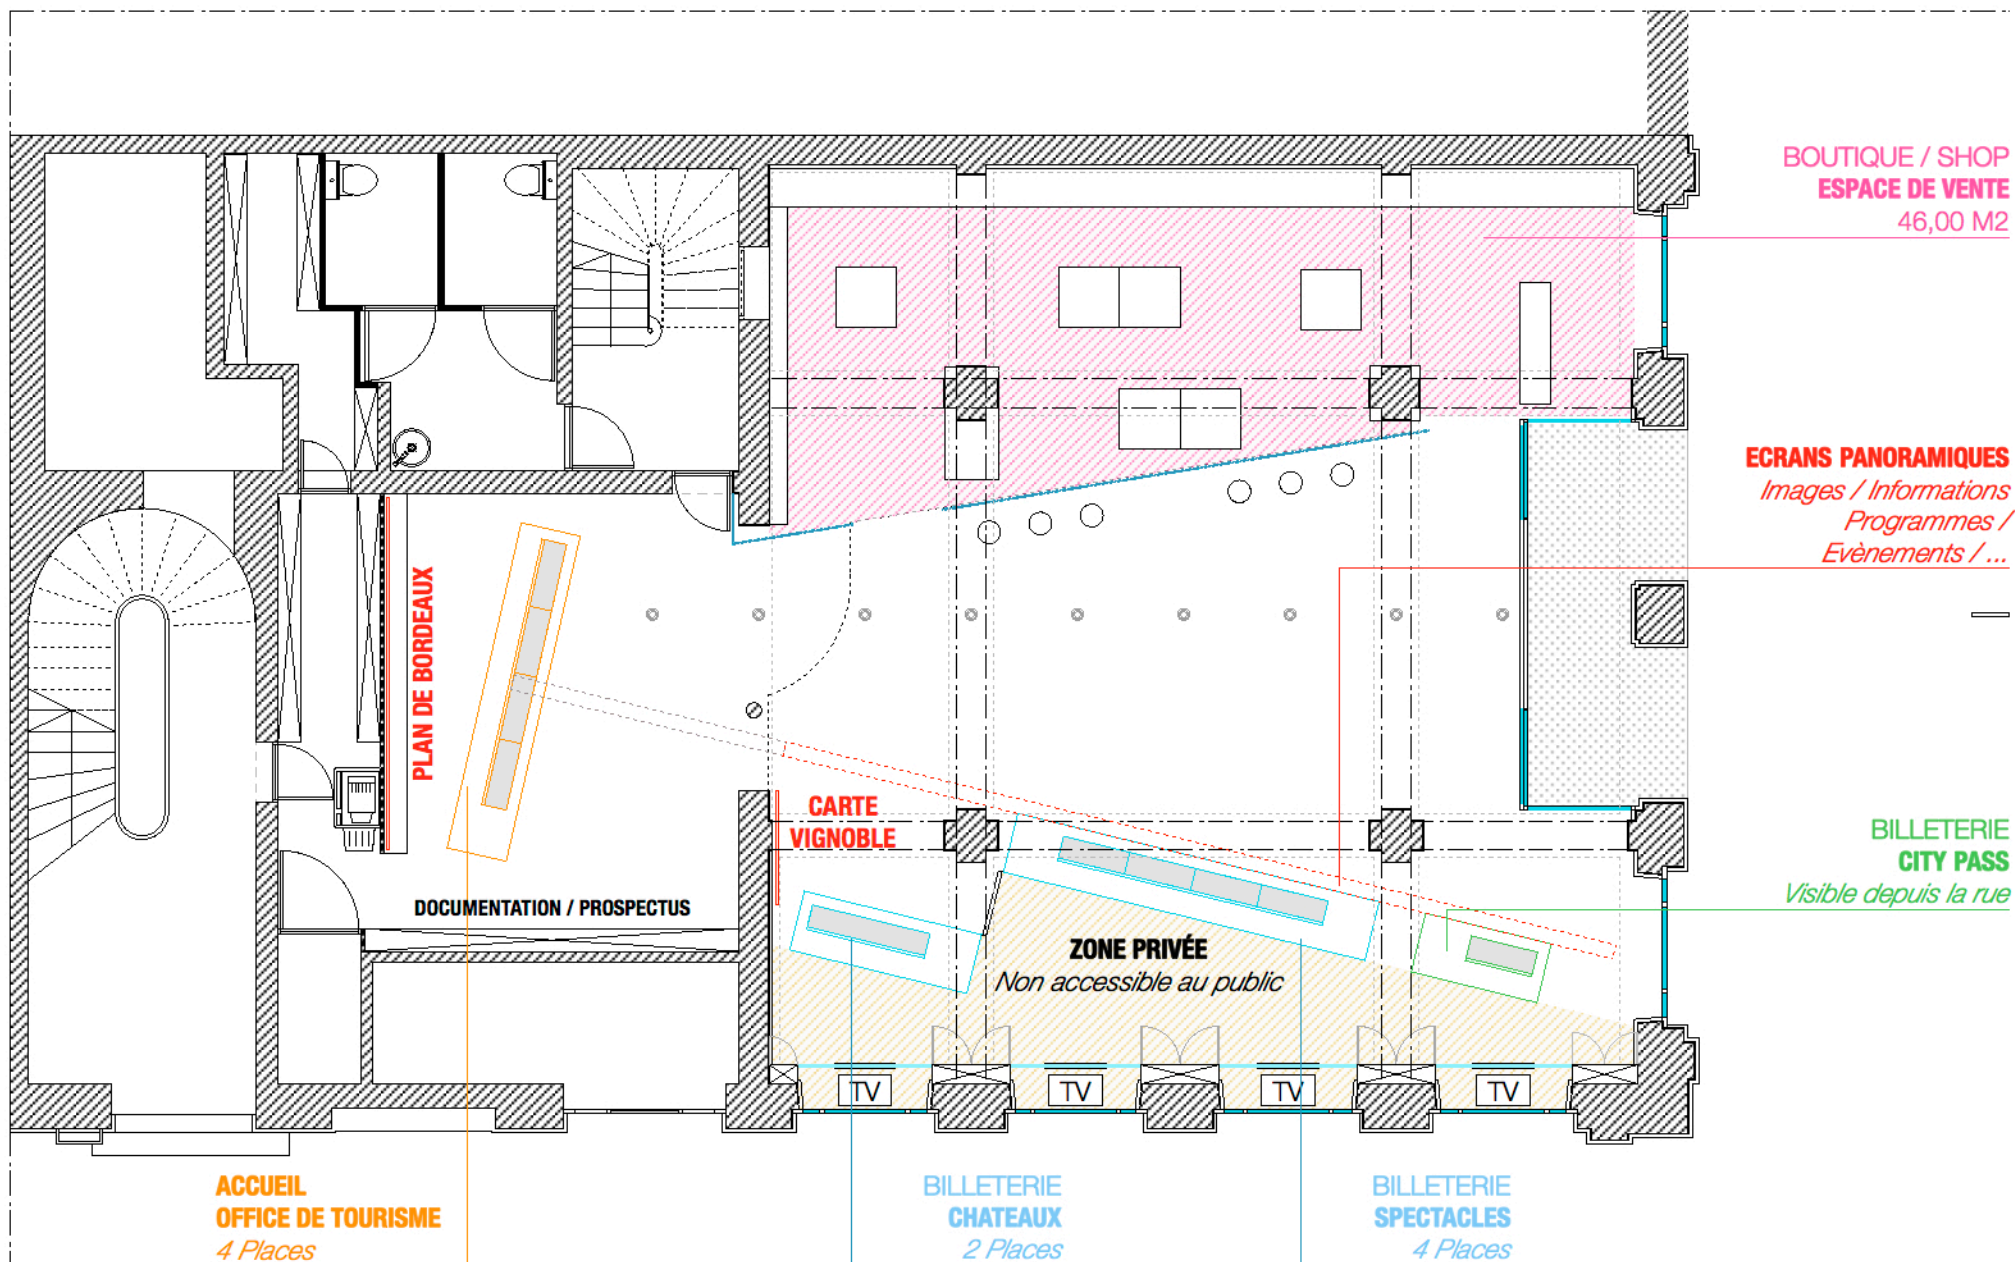 BOUTIQUE / SHOP
ESPACE DE VENTE
46,00 M2
ECRANS PANORAMIQUES
Images / Informations
Programmes /
Evènements / ...
PLAN DE BORDEAUX
CARTE
VIGNOBLE
BILLETERIE
CITY PASS
Visible depuis la rue
DOCUMENTATION / PROSPECTUS
ZONE PRIVÉE
Non accessible au public
TV
TV
TV
TV
ACCUEIL
OFFICE DE TOURISME
4 Places
BILLETERIE
CHATEAUX
2 Places
BILLETERIE
SPECTACLES
4 Places